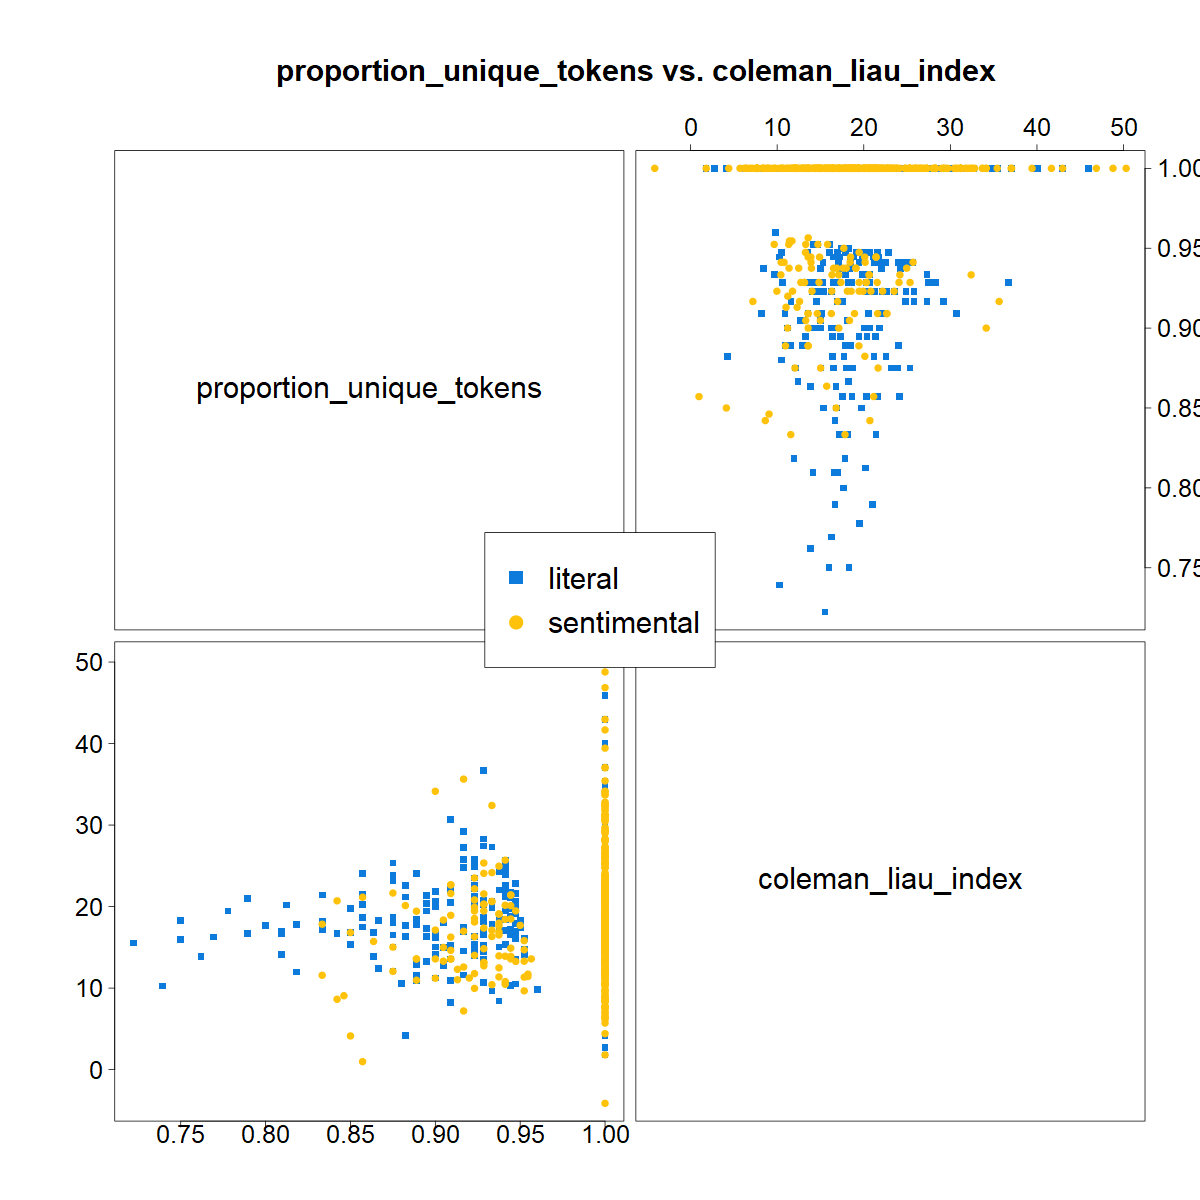 proportion_unique_tokens vs. coleman_liau_index
0 10 20 30 40 50
proportion_unique_tokens
1.00
0.95
0.90
0.85
0.80
0.75
literal
sentimental
50
40
30
20
10
0
coleman_liau_index
0.75 0.80 0.85 0.90 0.95 1.00